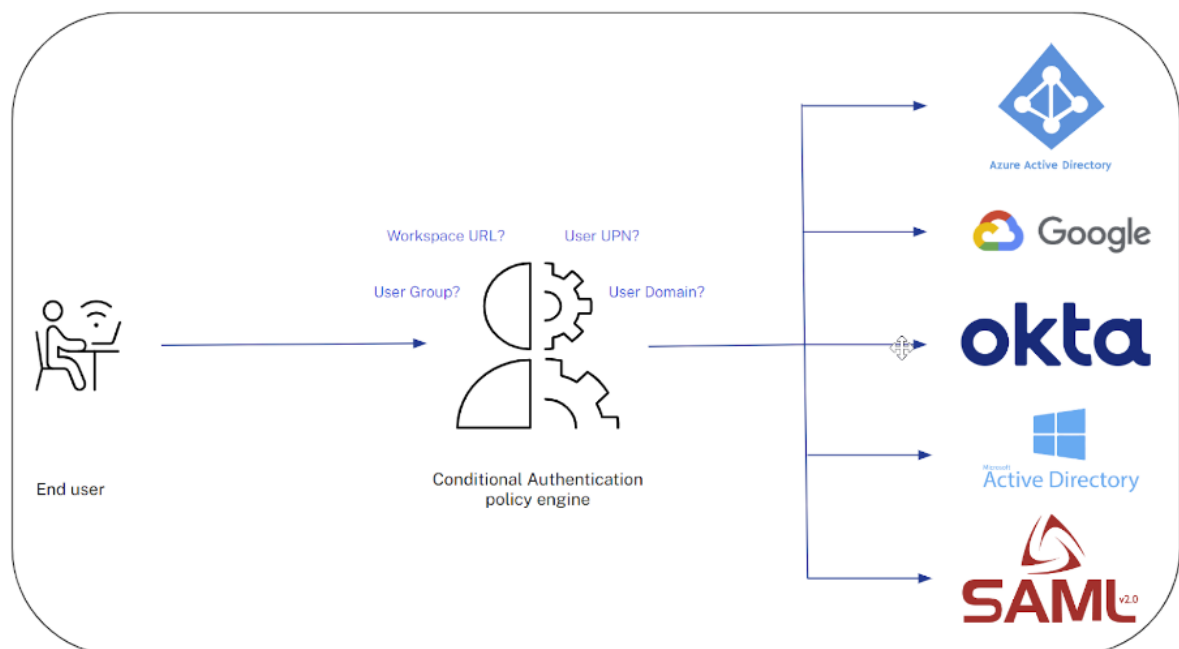 Azure Active Directory
Google
Workspace URL?
User UPN?
User Group?
User Domain?
okta
Microsoft
Active Directory
End user
Conditional Authentication
policy engine
SAML v2.0